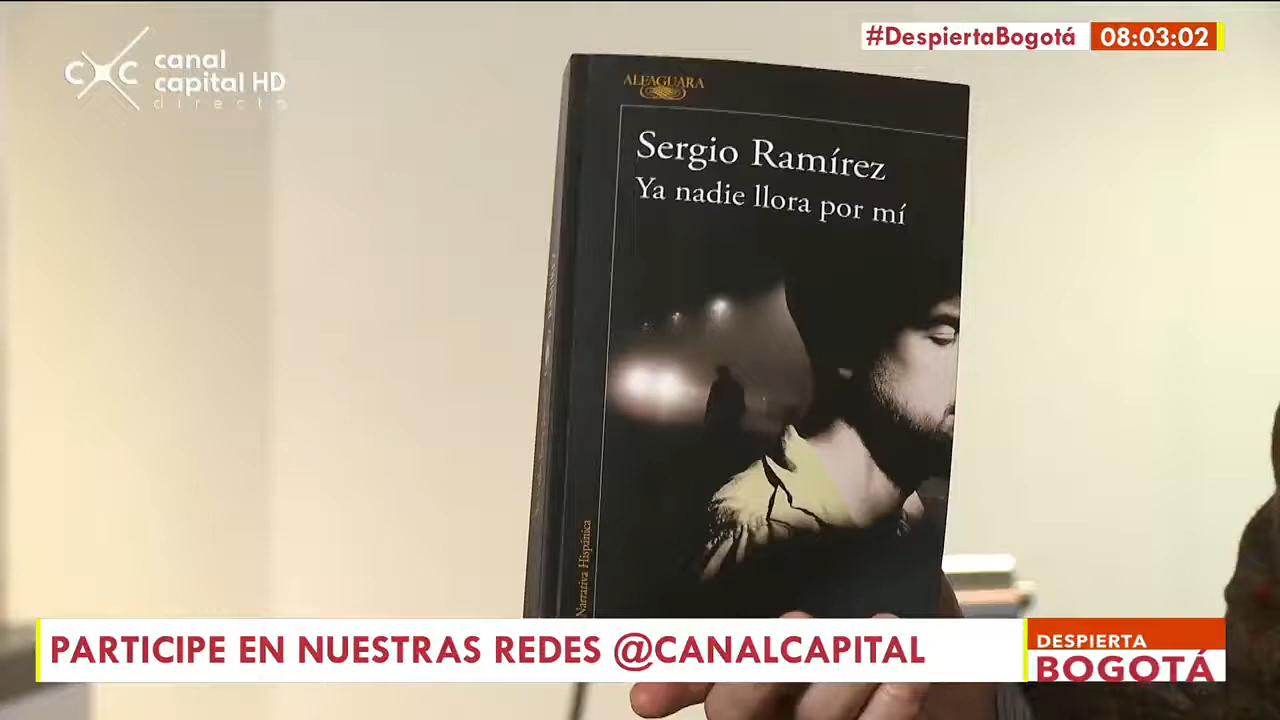 canal
capital HD
directo
#DespiertaBogotá
08:03:02
ALFAGUARA
Sergio Ramírez
Ya nadie llora por mí
Narrativa Hispánica
PARTICIPE EN NUESTRAS REDES @CANALCAPITAL
DESPIERTA
BOGOTÁ